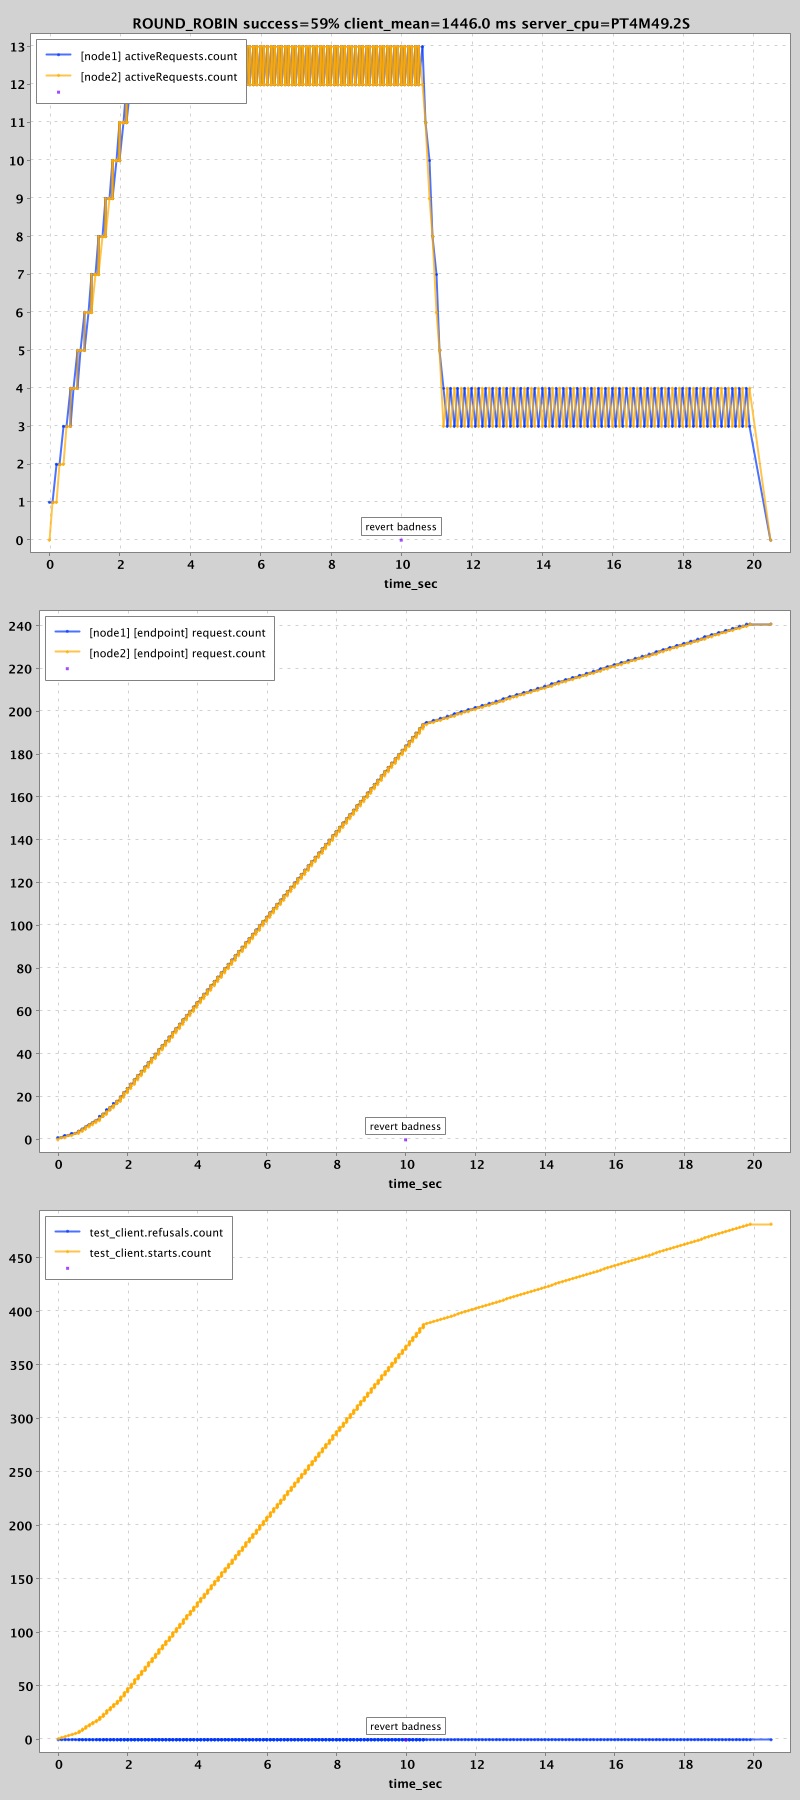 ROUND_ROBIN success=59% client_mean=1446.0 ms server_cpu=PT4M49.2S
[node1] activeRequests.count
[node2] activeRequests.count
13
12
11
10
9
8
7
6
5
4
3
2
1
0
revert badness
0 2 4 6 8 10 12 14 16 18 20
time_sec
[node1] [endpoint] request.count
[node2] [endpoint] request.count
240
220
200
180
160
140
120
100
80
60
40
20
0
revert badness
0 2 4 6 8 10 12 14 16 18 20
time_sec
test_client.refusals.count
test_client.starts.count
450
400
350
300
250
200
150
100
50
0
revert badness
0 2 4 6 8 10 12 14 16 18 20
time_sec